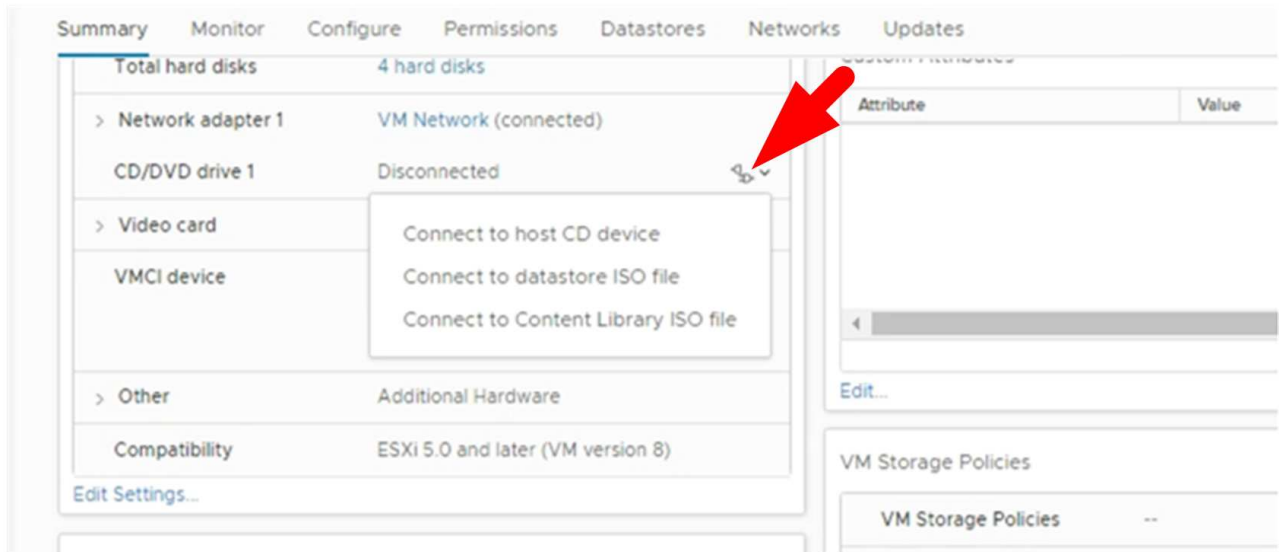 Summary Monitor Configure Permissions Datastores Networks Updates
Total hard disks 4 hard disks
> Network adapter 1 VM Network (connected)
CD/DVD drive 1 Disconnected
> Video card
Connect to host CD device
VMCI device
Connect to datastore ISO file
Connect to Content Library ISO file
> Other Additional Hardware
Compatibility ESXi 5.0 and later (VM version 8)
Edit Settings...
Custom Attributes
Attribute Value
Edit...
VM Storage Policies
VM Storage Policies --